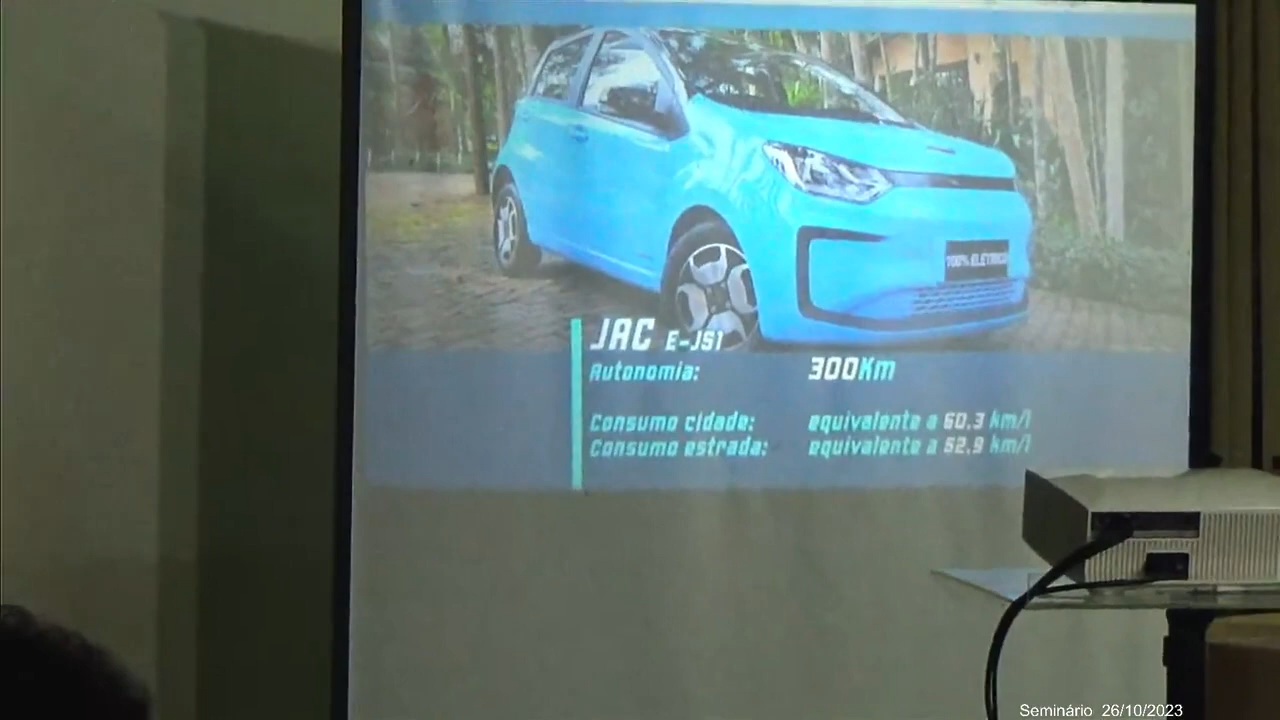 100% ELÉTRICO
JAC E-JS1
Autonomia: 300Km
Consumo cidade: equivalente a 60,3 km/l
Consumo estrada: equivalente a 52,9 km/l
Seminário 26/10/2023